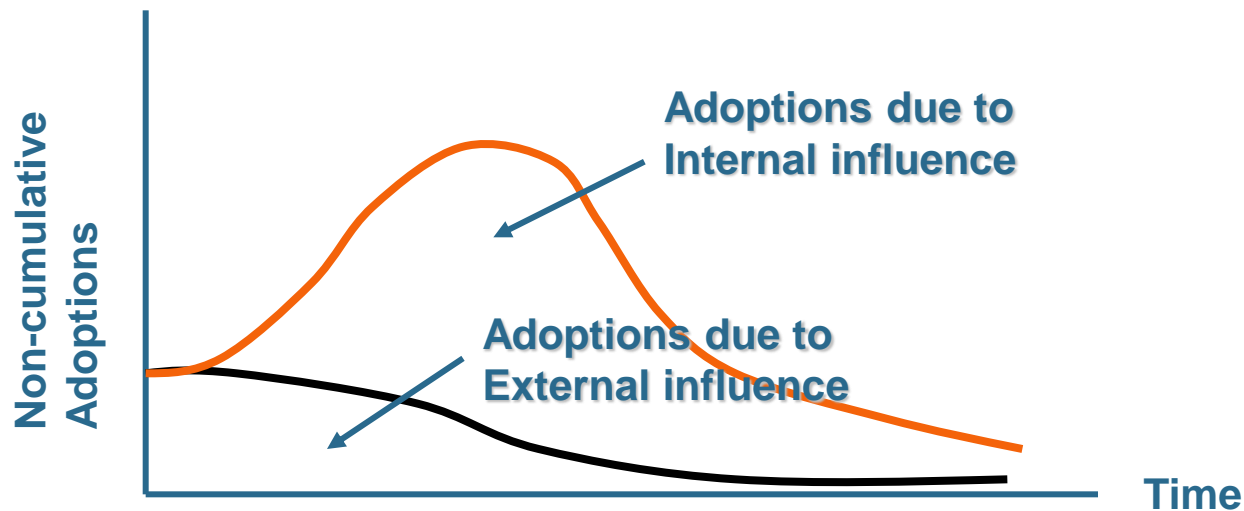 Non-cumulative
Adoptions
Adoptions due to
Internal influence
Adoptions due to
External influence
Time